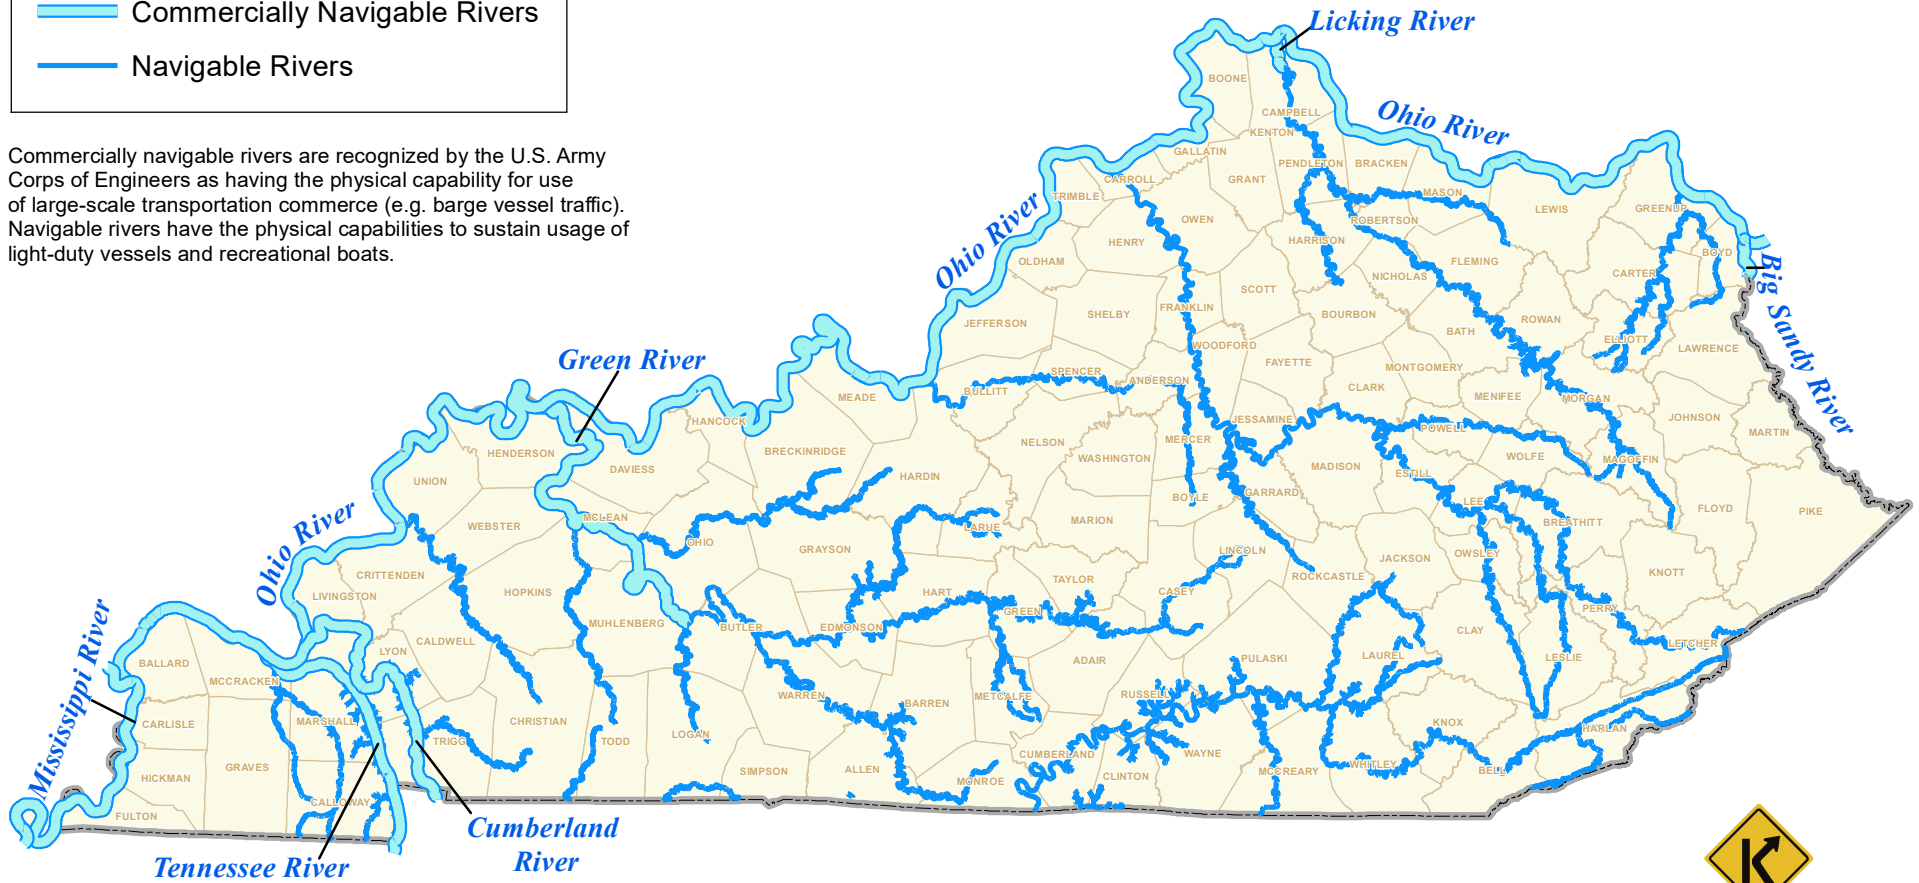 Commercially Navigable Rivers
Navigable Rivers
Commercially navigable rivers are recognized by the U.S. Army
Corps of Engineers as having the physical capability for use
of large-scale transportation commerce (e.g. barge vessel traffic).
Navigable rivers have the physical capabilities to sustain usage of
light-duty vessels and recreational boats.
Licking River
Ohio River
Ohio River
Big Sandy River
Green River
Ohio River
Mississippi River
Tennessee River
Cumberland
River
BOONE
CAMPBELL
KENTON
GALLATIN
PENDLETON
BRACKEN
CARROLL
GRANT
MASON
TRIMBLE
OWEN
ROBERTSON
LEWIS
GREENUP
HENRY
HARRISON
OLDHAM
FLEMING
BOYD
NICHOLAS
CARTER
SCOTT
FRANKLIN
SHELBY
BOURBON
JEFFERSON
ROWAN
BATH
WOODFORD
ELLIOTT
LAWRENCE
FAYETTE
MONTGOMERY
SPENCER
ANDERSON
CLARK
BULLITT
MENIFEE
MORGAN
MEADE
JESSAMINE
JOHNSON
HANCOCK
POWELL
MARTIN
NELSON
MERCER
BRECKINRIDGE
HENDERSON
WASHINGTON
WOLFE
MAGOFFIN
DAVIESS
MADISON
ESTILL
HARDIN
UNION
BOYLE
GARRARD
LEE
FLOYD
PIKE
MCLEAN
WEBSTER
LARUE
MARION
BREATHITT
OHIO
GRAYSON
LINCOLN
OWSLEY
JACKSON
CRITTENDEN
ROCKCASTLE
KNOTT
TAYLOR
LIVINGSTON
HOPKINS
HART
CASEY
GREEN
PERRY
MUHLENBERG
BUTLER
EDMONSON
CLAY
CALDWELL
LETCHER
LYON
LAUREL
LESLIE
ADAIR
PULASKI
BALLARD
MCCRACKEN
WARREN
METCALFE
RUSSELL
BARREN
CARLISLE
MARSHALL
CHRISTIAN
KNOX
HARLAN
TRIGG
TODD
LOGAN
CUMBERLAND
WAYNE
GRAVES
SIMPSON
ALLEN
WHITLEY
BELL
MCCREARY
HICKMAN
CLINTON
MONROE
CALLOWAY
FULTON